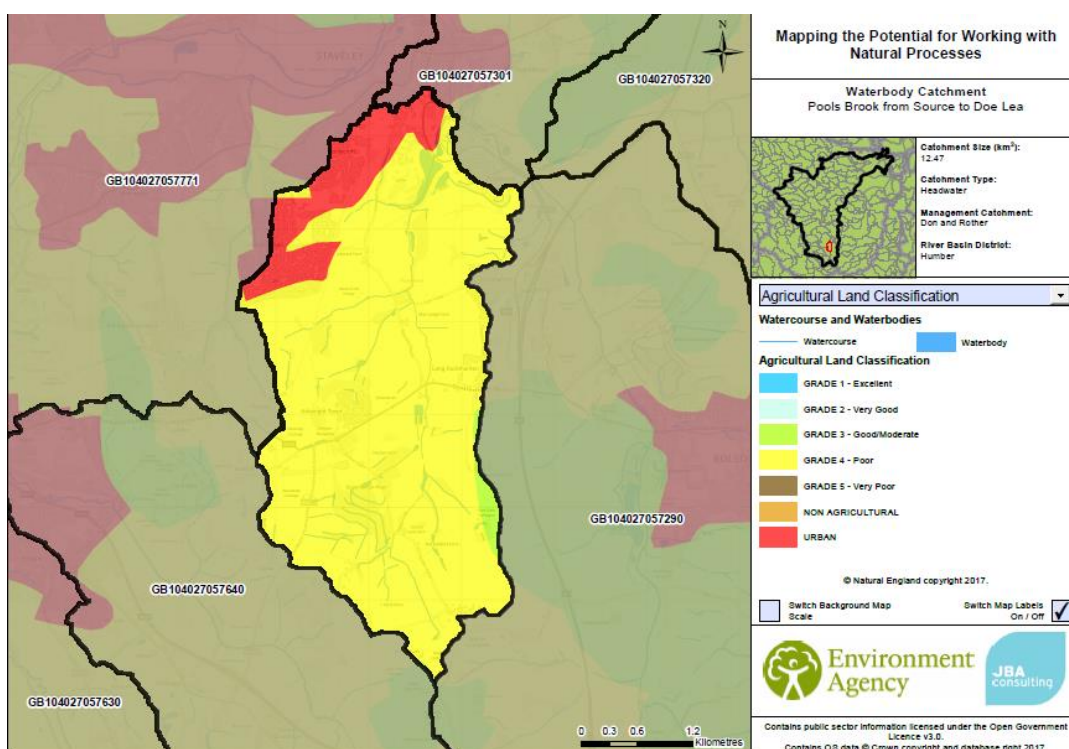 STAVELEY
N
GB104027057301
GB104027057320
GB104027057771
GB104027057290
GB104027057640
GB104027057630
0 0.3 0.6 1.2
Kilometres
Mapping the Potential for Working with
Natural Processes
Waterbody Catchment
Pools Brook from Source to Doe Lea
Catchment Size (km²):
12.47
Catchment Type:
Headwater
Management Catchment:
Don and Rother
River Basin District:
Humber
Agricultural Land Classification
Watercourse and Waterbodies
Watercourse
Waterbody
Agricultural Land Classification
GRADE 1 - Excellent
GRADE 2 - Very Good
GRADE 3 - Good/Moderate
GRADE 4 - Poor
GRADE 5 - Very Poor
NON AGRICULTURAL
URBAN
© Natural England copyright 2017.
Switch Background Map
Scale
Switch Map Labels
On / Off
Environment
Agency
JBA
consulting
Contains public sector information licensed under the Open Government
Licence v3.0.
Contains OS data © Crown copyright and database right 2017